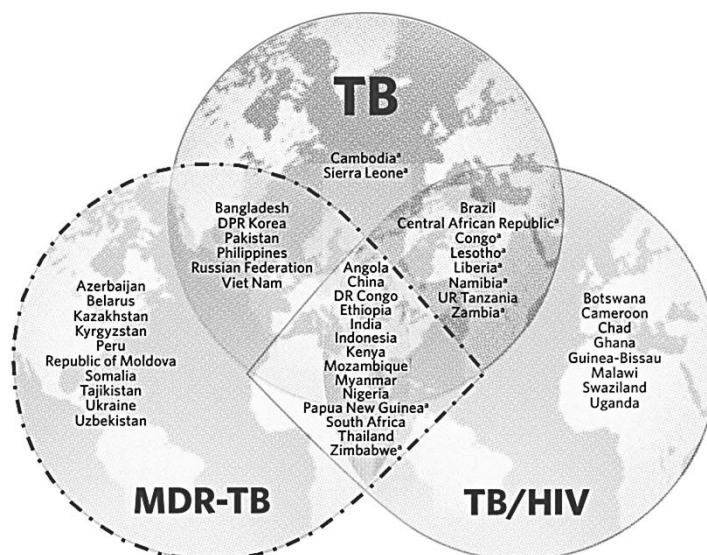 TB
Cambodiaª
Sierra Leoneª
Bangladesh
DPR Korea
Pakistan
Philippines
Russian Federation
Viet Nam
Brazil
Central African Republicª
Congoª
Lesothoª
Liberiaª
Namibiaª
UR Tanzania
Zambiaª
Angola
China
DR Congo
Ethiopia
India
Indonesia
Kenya
Mozambique
Myanmar
Nigeria
Papua New Guineaª
South Africa
Thailand
Zimbabweª
Azerbaijan
Belarus
Kazakhstan
Kyrgyzstan
Peru
Republic of Moldova
Somalia
Tajikistan
Ukraine
Uzbekistan
Botswana
Cameroon
Chad
Ghana
Guinea-Bissau
Malawi
Swaziland
Uganda
MDR-TB
TB/HIV